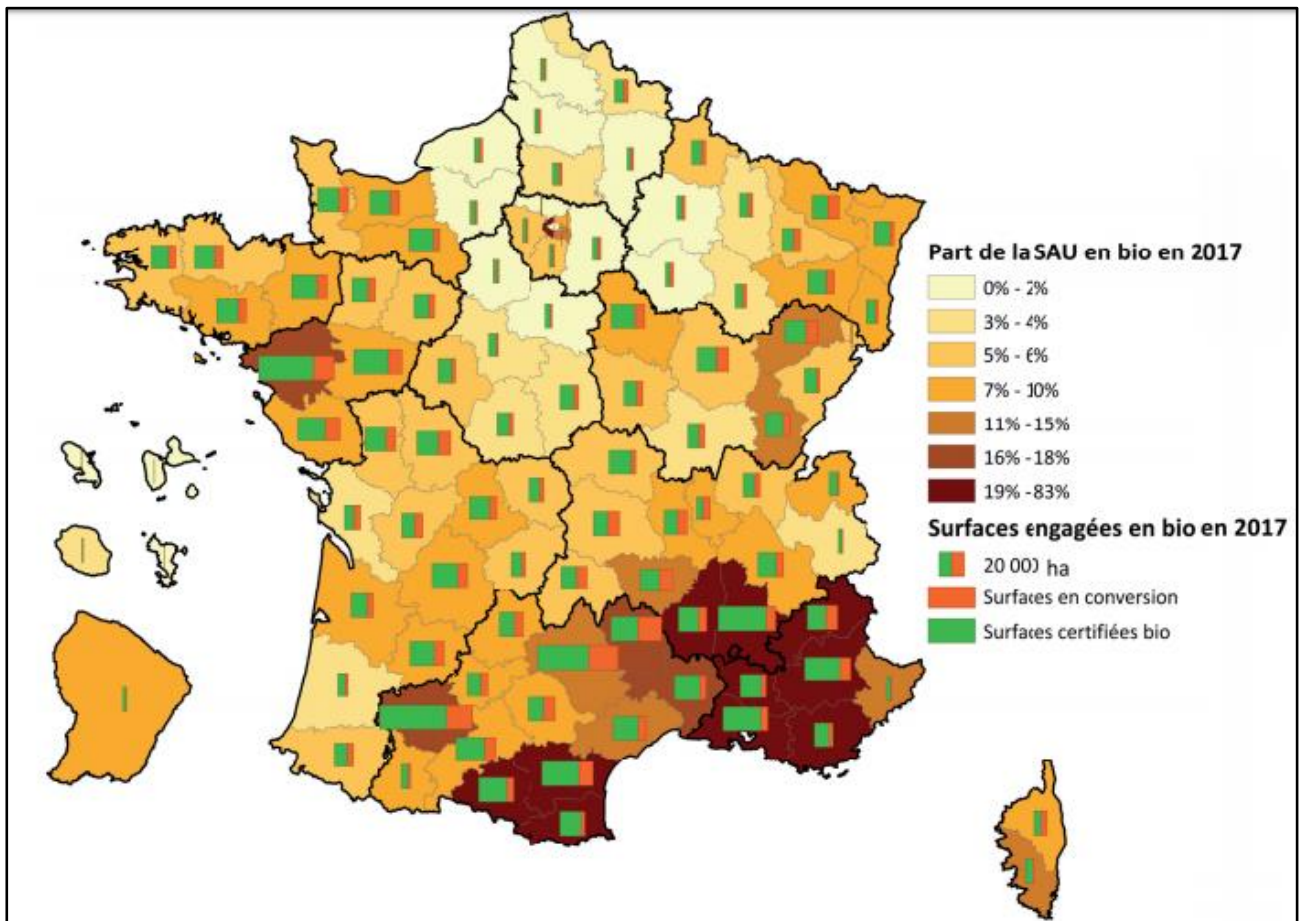 Part de la SAU en bio en 2017
0% - 2%
3% - 4%
5% - 6%
7% - 10%
11% - 15%
16% - 18%
19% - 83%
Surfaces engagées en bio en 2017
20 000 ha
Surfaces en conversion
Surfaces certifiées bio